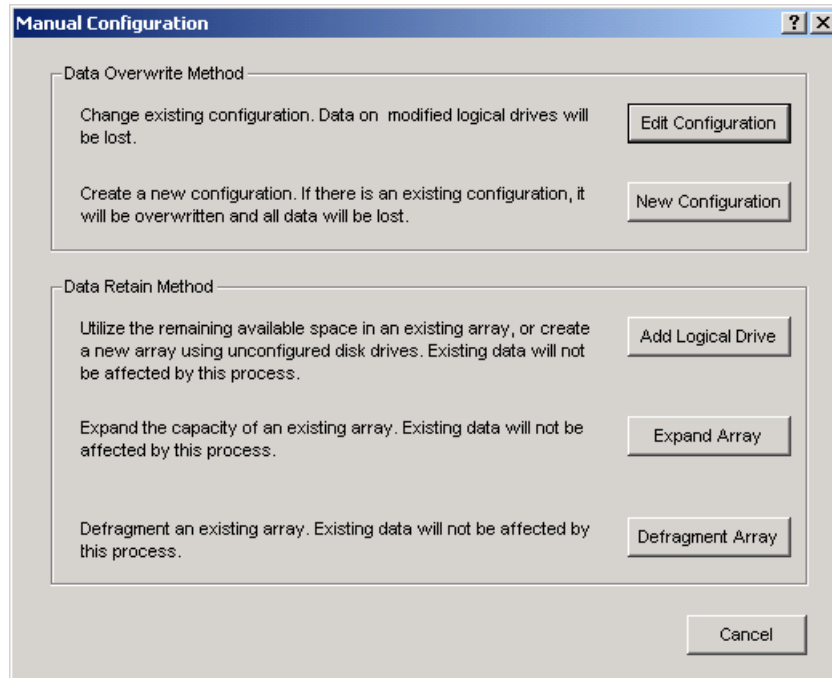 Manual Configuration
Data Overwrite Method
Change existing configuration. Data on modified logical drives will
be lost.
Edit Configuration
Create a new configuration. If there is an existing configuration, it
will be overwritten and all data will be lost.
New Configuration
Data Retain Method
Utilize the remaining available space in an existing array, or create
a new array using unconfigured disk drives. Existing data will not
be affected by this process.
Add Logical Drive
Expand the capacity of an existing array. Existing data will not be
affected by this process.
Expand Array
Defragment an existing array. Existing data will not be affected by
this process.
Defragment Array
Cancel